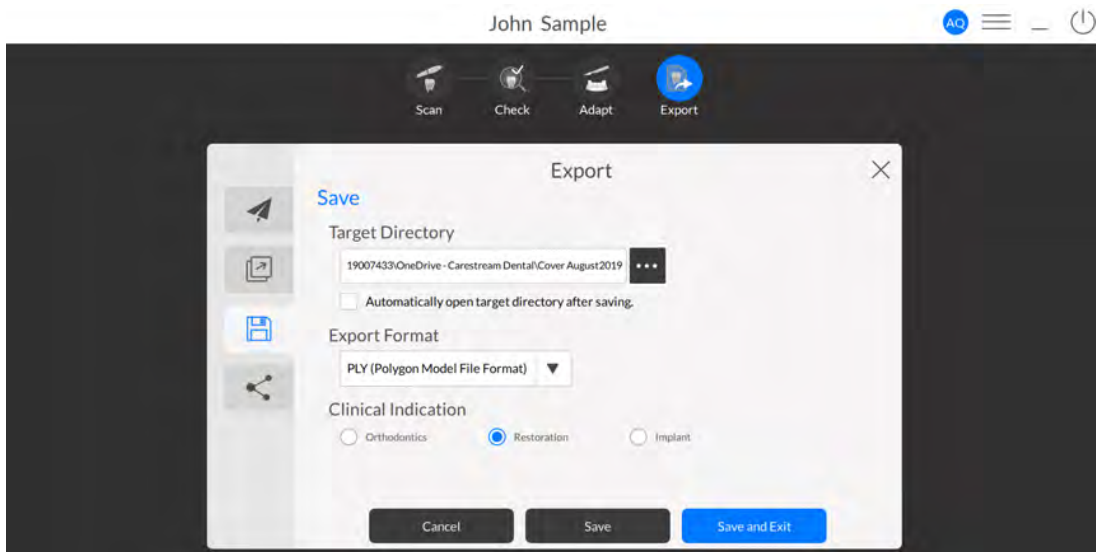 John Sample
AQ
Scan Check Adapt Export
Export
Save
Target Directory
19007433\OneDrive - Carestream Dental\Cover August2019
Automatically open target directory after saving.
Export Format
PLY (Polygon Model File Format)
Clinical Indication
Orthodontics Restoration Implant
Cancel Save Save and Exit